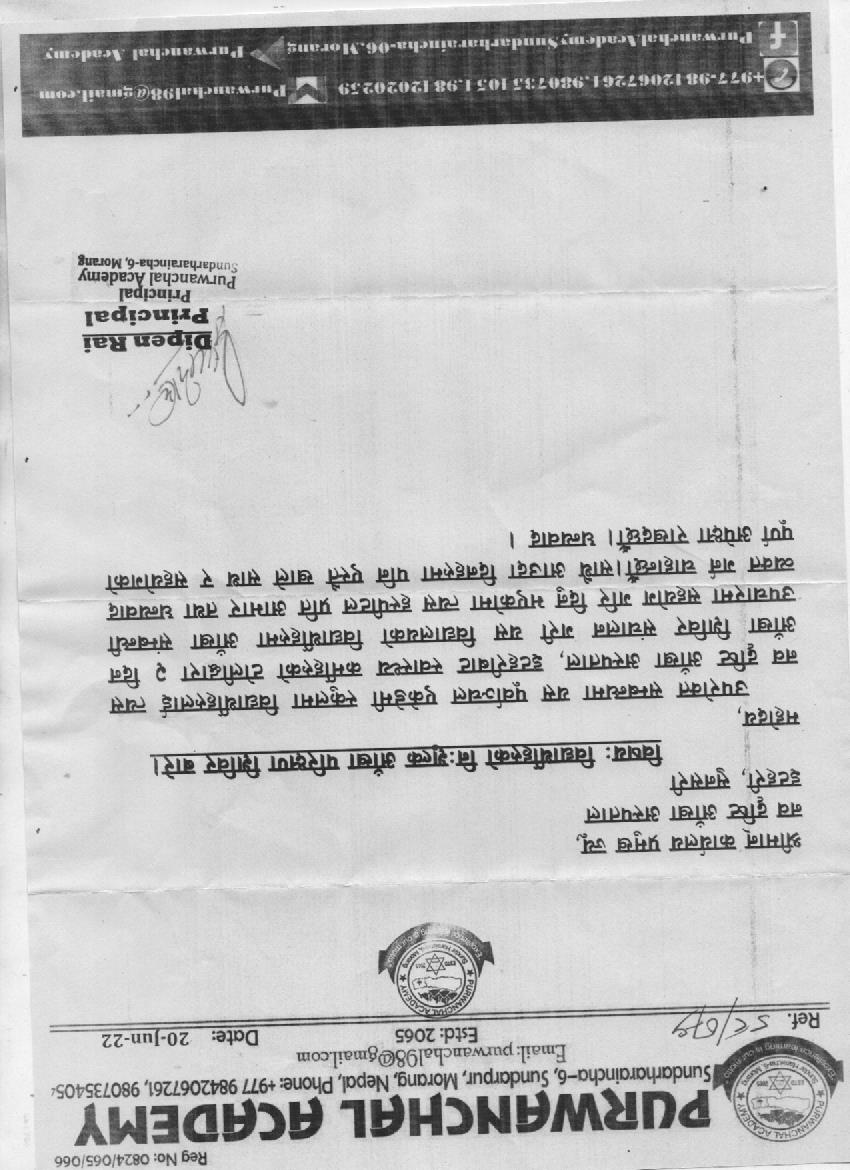 Reg No: 0824/065/066
PURWANCHAL ACADEMY
Sundarharaincha-6, Sundarpur, Morang, Nepal, Phone: +977 9842067261, 980735405
Email: purwanchal98@gmail.com
Estd: 2065
Ref.
Date: 20-Jun-22
PURWANCHAL ACADEMY
श्रीमान् कार्यलय प्रमुख ज्यू,
नव दृष्टि आँखा अस्पताल
इटहरी, सुनसरी
विषयः विद्यार्थीहरुको निःशुल्क आँखा परिक्षण शिविर बारे।
महोदय,
उपरोक्त सम्बन्धमा यस पूर्वाञ्चल एकेडेमी स्कुलमा विद्यार्थीहरुलाई त्यस
नव दृष्टि आँखा अस्पताल, इटहरीबाट स्वास्थ्य कर्मीहरुको टोलीद्वारा २ दिन
आँखा शिविर संचालन गरी यस विद्यालयको विद्यार्थीहरुमा आँखा संम्बन्धी
उपचारमा सहयोग गरि दिनु भएकोमा त्यस हस्पीटल प्रति आभार तथा धन्यवाद
व्यक्त गर्न चाहान्छौँ।साथै आउदा दिनहरुमा पनि एस्तै खाले साथ र सहयोगको
पूर्ण अपेक्षा राखदछौँ। धन्यवाद ।
Dipen Rai
Principal
Principal
Purwanchal Academy
Sundarharaincha-6, Morang
+977-9842067261,9807354054,9842020259 Purwanchal98@gmail.com
PurwanchalAcademySundarharaincha-06,Morang Purwanchal Academy